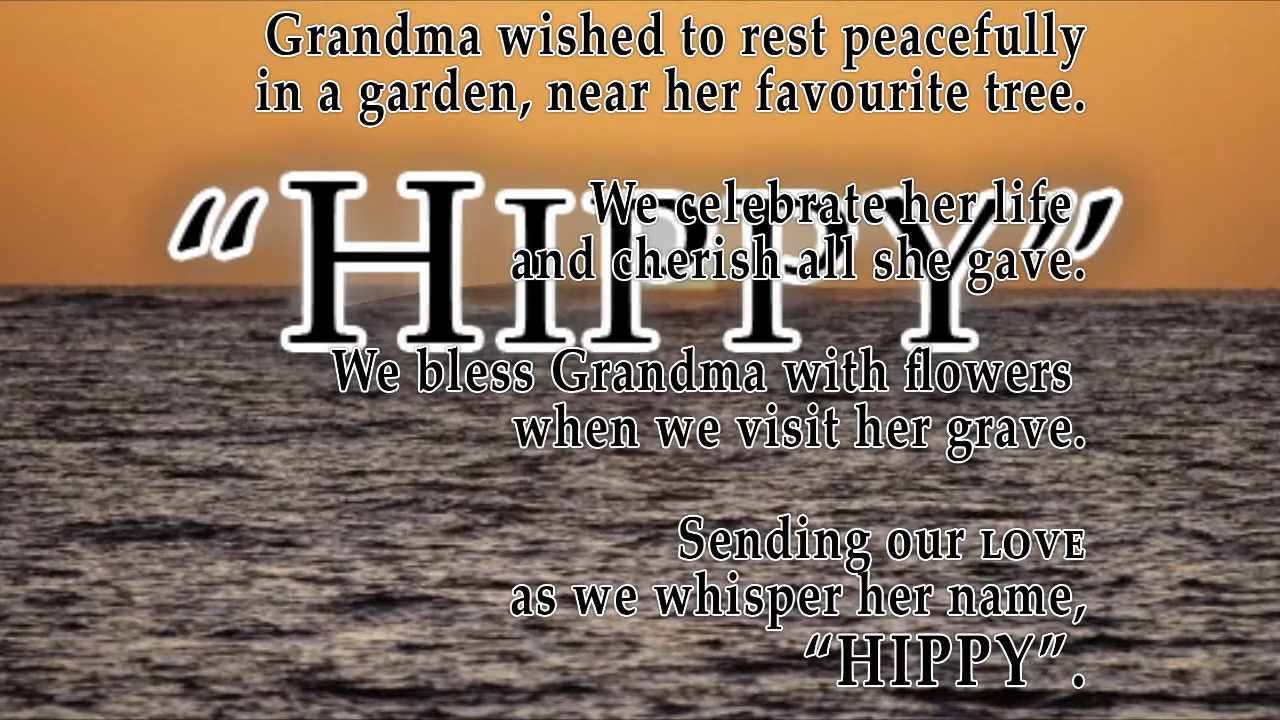 Grandma wished to rest peacefully
in a garden, near her favourite tree.
“HIPPY”
We celebrate her life
and cherish all she gave.
We bless Grandma with flowers
when we visit her grave.
Sending our LOVE
as we whisper her name,
“HIPPY”.